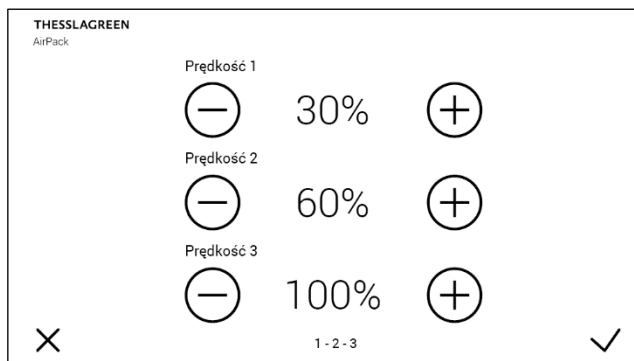 THESSLAGREEN
AirPack
Prędkość 1
30%
Prędkość 2
60%
Prędkość 3
100%
1 - 2 - 3